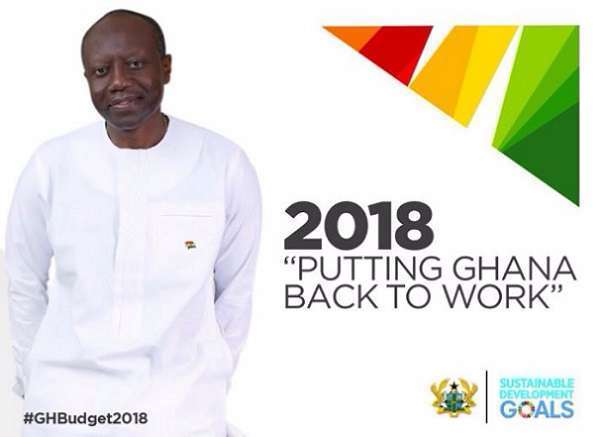 2018
“PUTTING GHANA
BACK TO WORK”
#GHBudget2018
SUSTAINABLE
DEVELOPMENT
GOALS